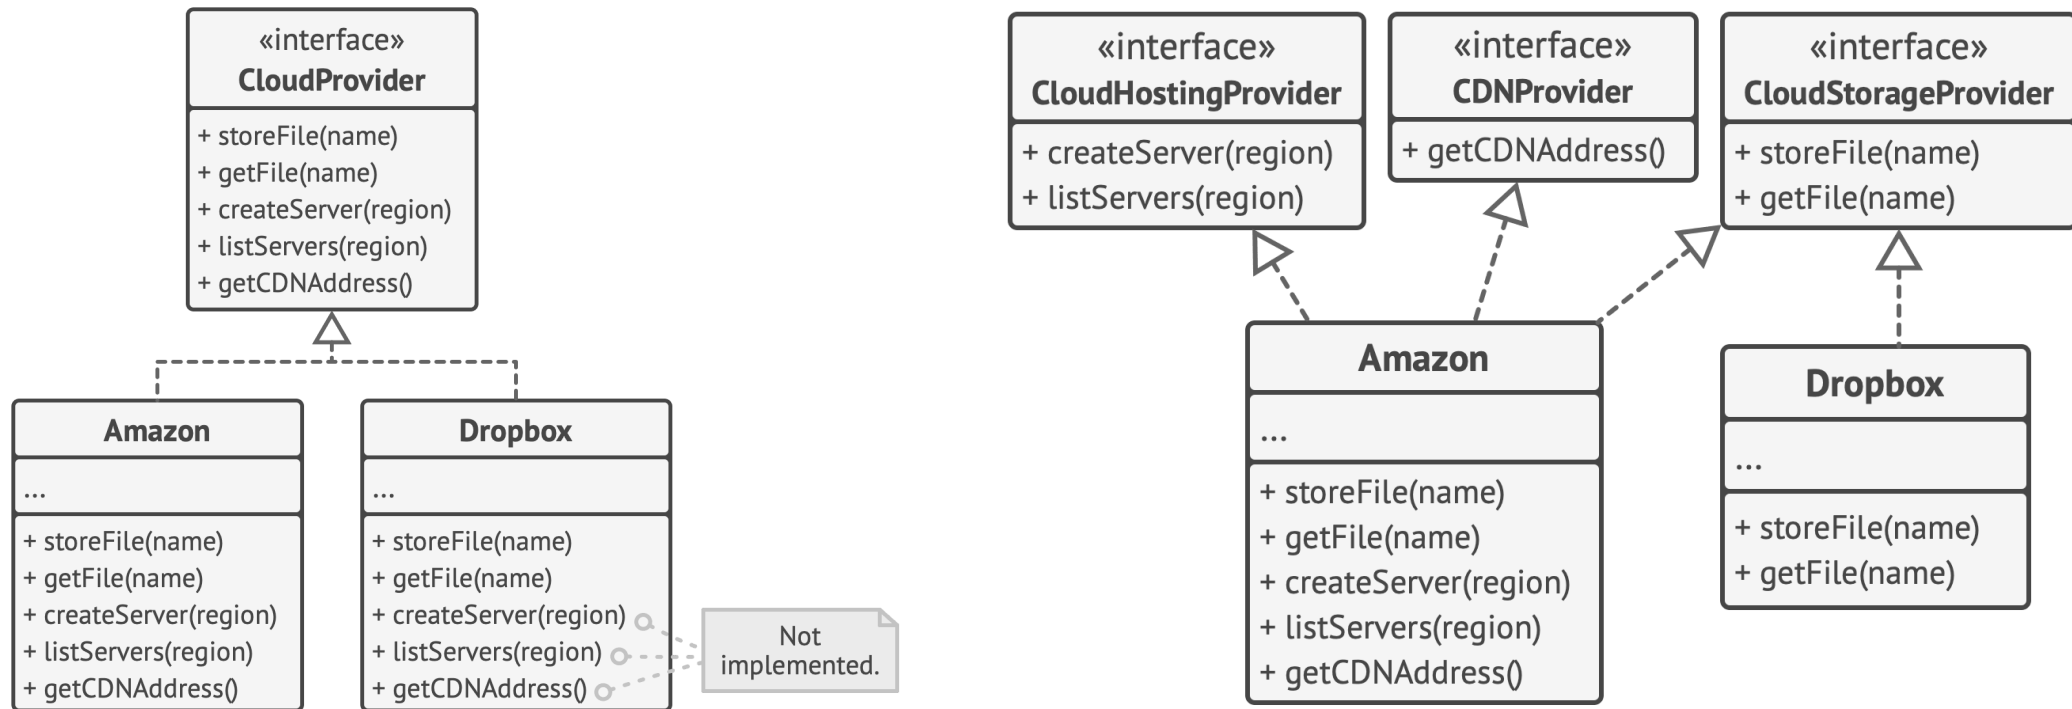 «interface»
CloudProvider
+ storeFile(name)
+ getFile(name)
+ createServer(region)
+ listServers(region)
+ getCDNAddress()
Amazon
...
+ storeFile(name)
+ getFile(name)
+ createServer(region)
+ listServers(region)
+ getCDNAddress()
Dropbox
...
+ storeFile(name)
+ getFile(name)
+ createServer(region)
+ listServers(region)
+ getCDNAddress()
Not
implemented.
«interface»
CloudHostingProvider
+ createServer(region)
+ listServers(region)
«interface»
CDNProvider
+ getCDNAddress()
«interface»
CloudStorageProvider
+ storeFile(name)
+ getFile(name)
Amazon
...
+ storeFile(name)
+ getFile(name)
+ createServer(region)
+ listServers(region)
+ getCDNAddress()
Dropbox
...
+ storeFile(name)
+ getFile(name)